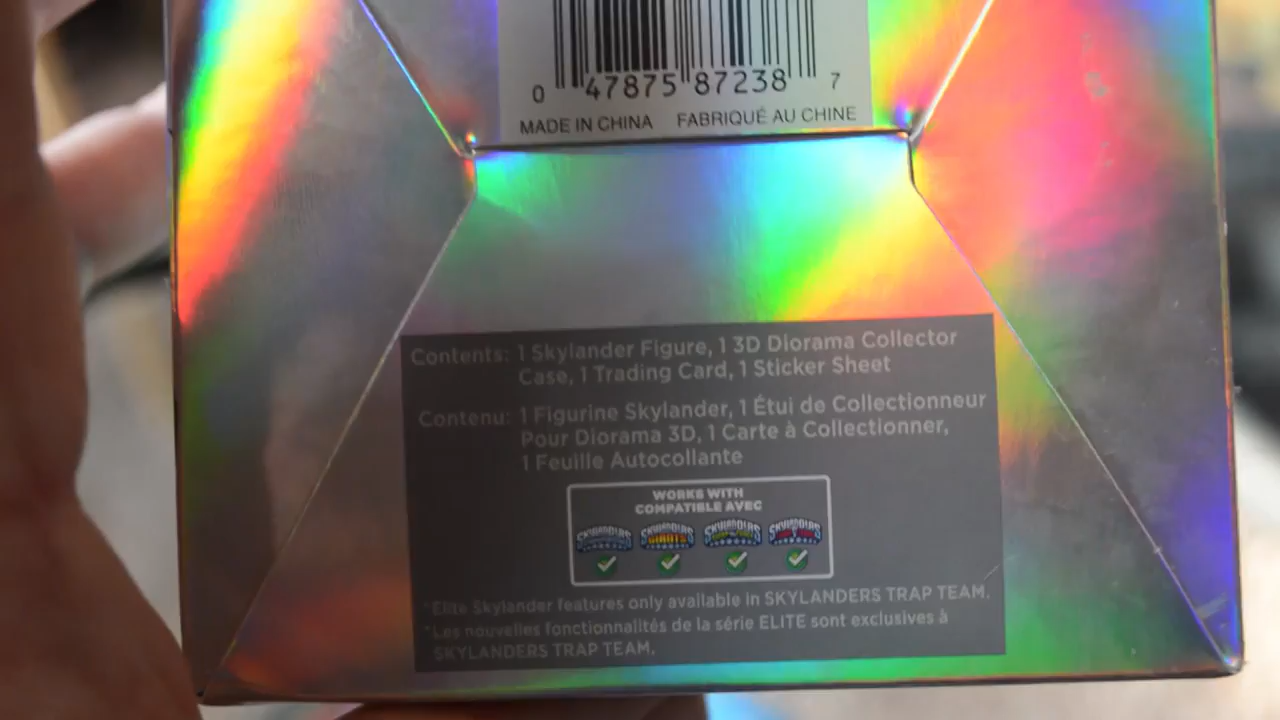 0 47875 87238 7
MADE IN CHINA FABRIQUÉ AU CHINE
Contents: 1 Skylander Figure, 1 3D Diorama Collector
Case, 1 Trading Card, 1 Sticker Sheet
Contenu: 1 Figurine Skylander, 1 Étui de Collectionneur
Pour Diorama 3D, 1 Carte à Collectionner,
1 Feuille Autocollante
WORKS WITH
COMPATIBLE AVEC
SKYLANDERS SKYLANDERS SKYLANDERS SKYLANDERS
GIANTS
*Elite Skylander features only available in SKYLANDERS TRAP TEAM.
*Les nouvelles fonctionnalités de la série ELITE sont exclusives à
SKYLANDERS TRAP TEAM.